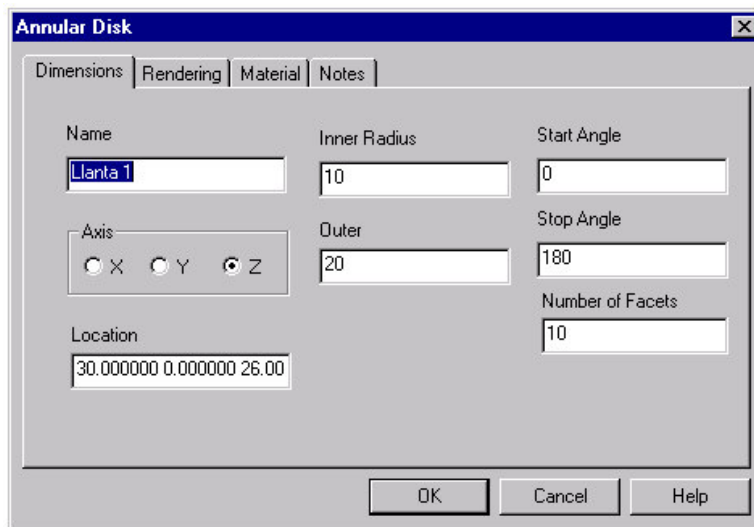 Annular Disk
Dimensions Rendering Material Notes
Name
Llanta 1
Axis
X Y Z
Location
30.000000 0.000000 26.00
Inner Radius
10
Outer
20
Start Angle
0
Stop Angle
180
Number of Facets
10
OK Cancel Help